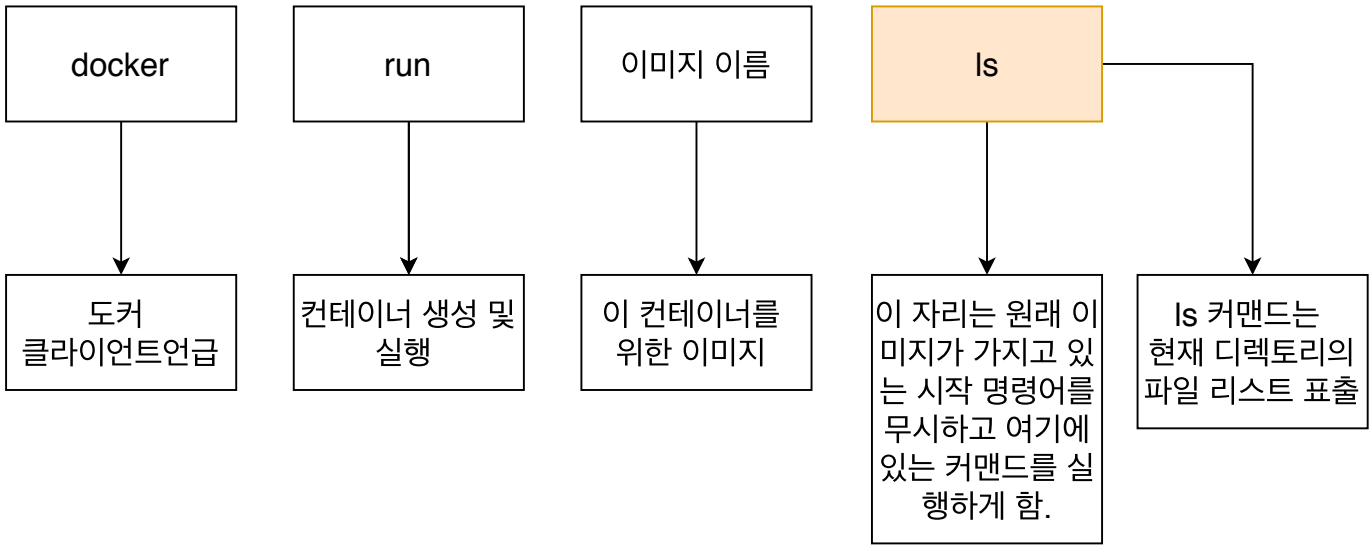 docker
run
이미지 이름
ls
도커
클라이언트언급
컨테이너 생성 및
실행
이 컨테이너를
위한 이미지
이 자리는 원래 이
미지가 가지고 있
는 시작 명령어를
무시하고 여기에
있는 커맨드를 실
행하게 함.
ls 커맨드는
현재 디렉토리의
파일 리스트 표출